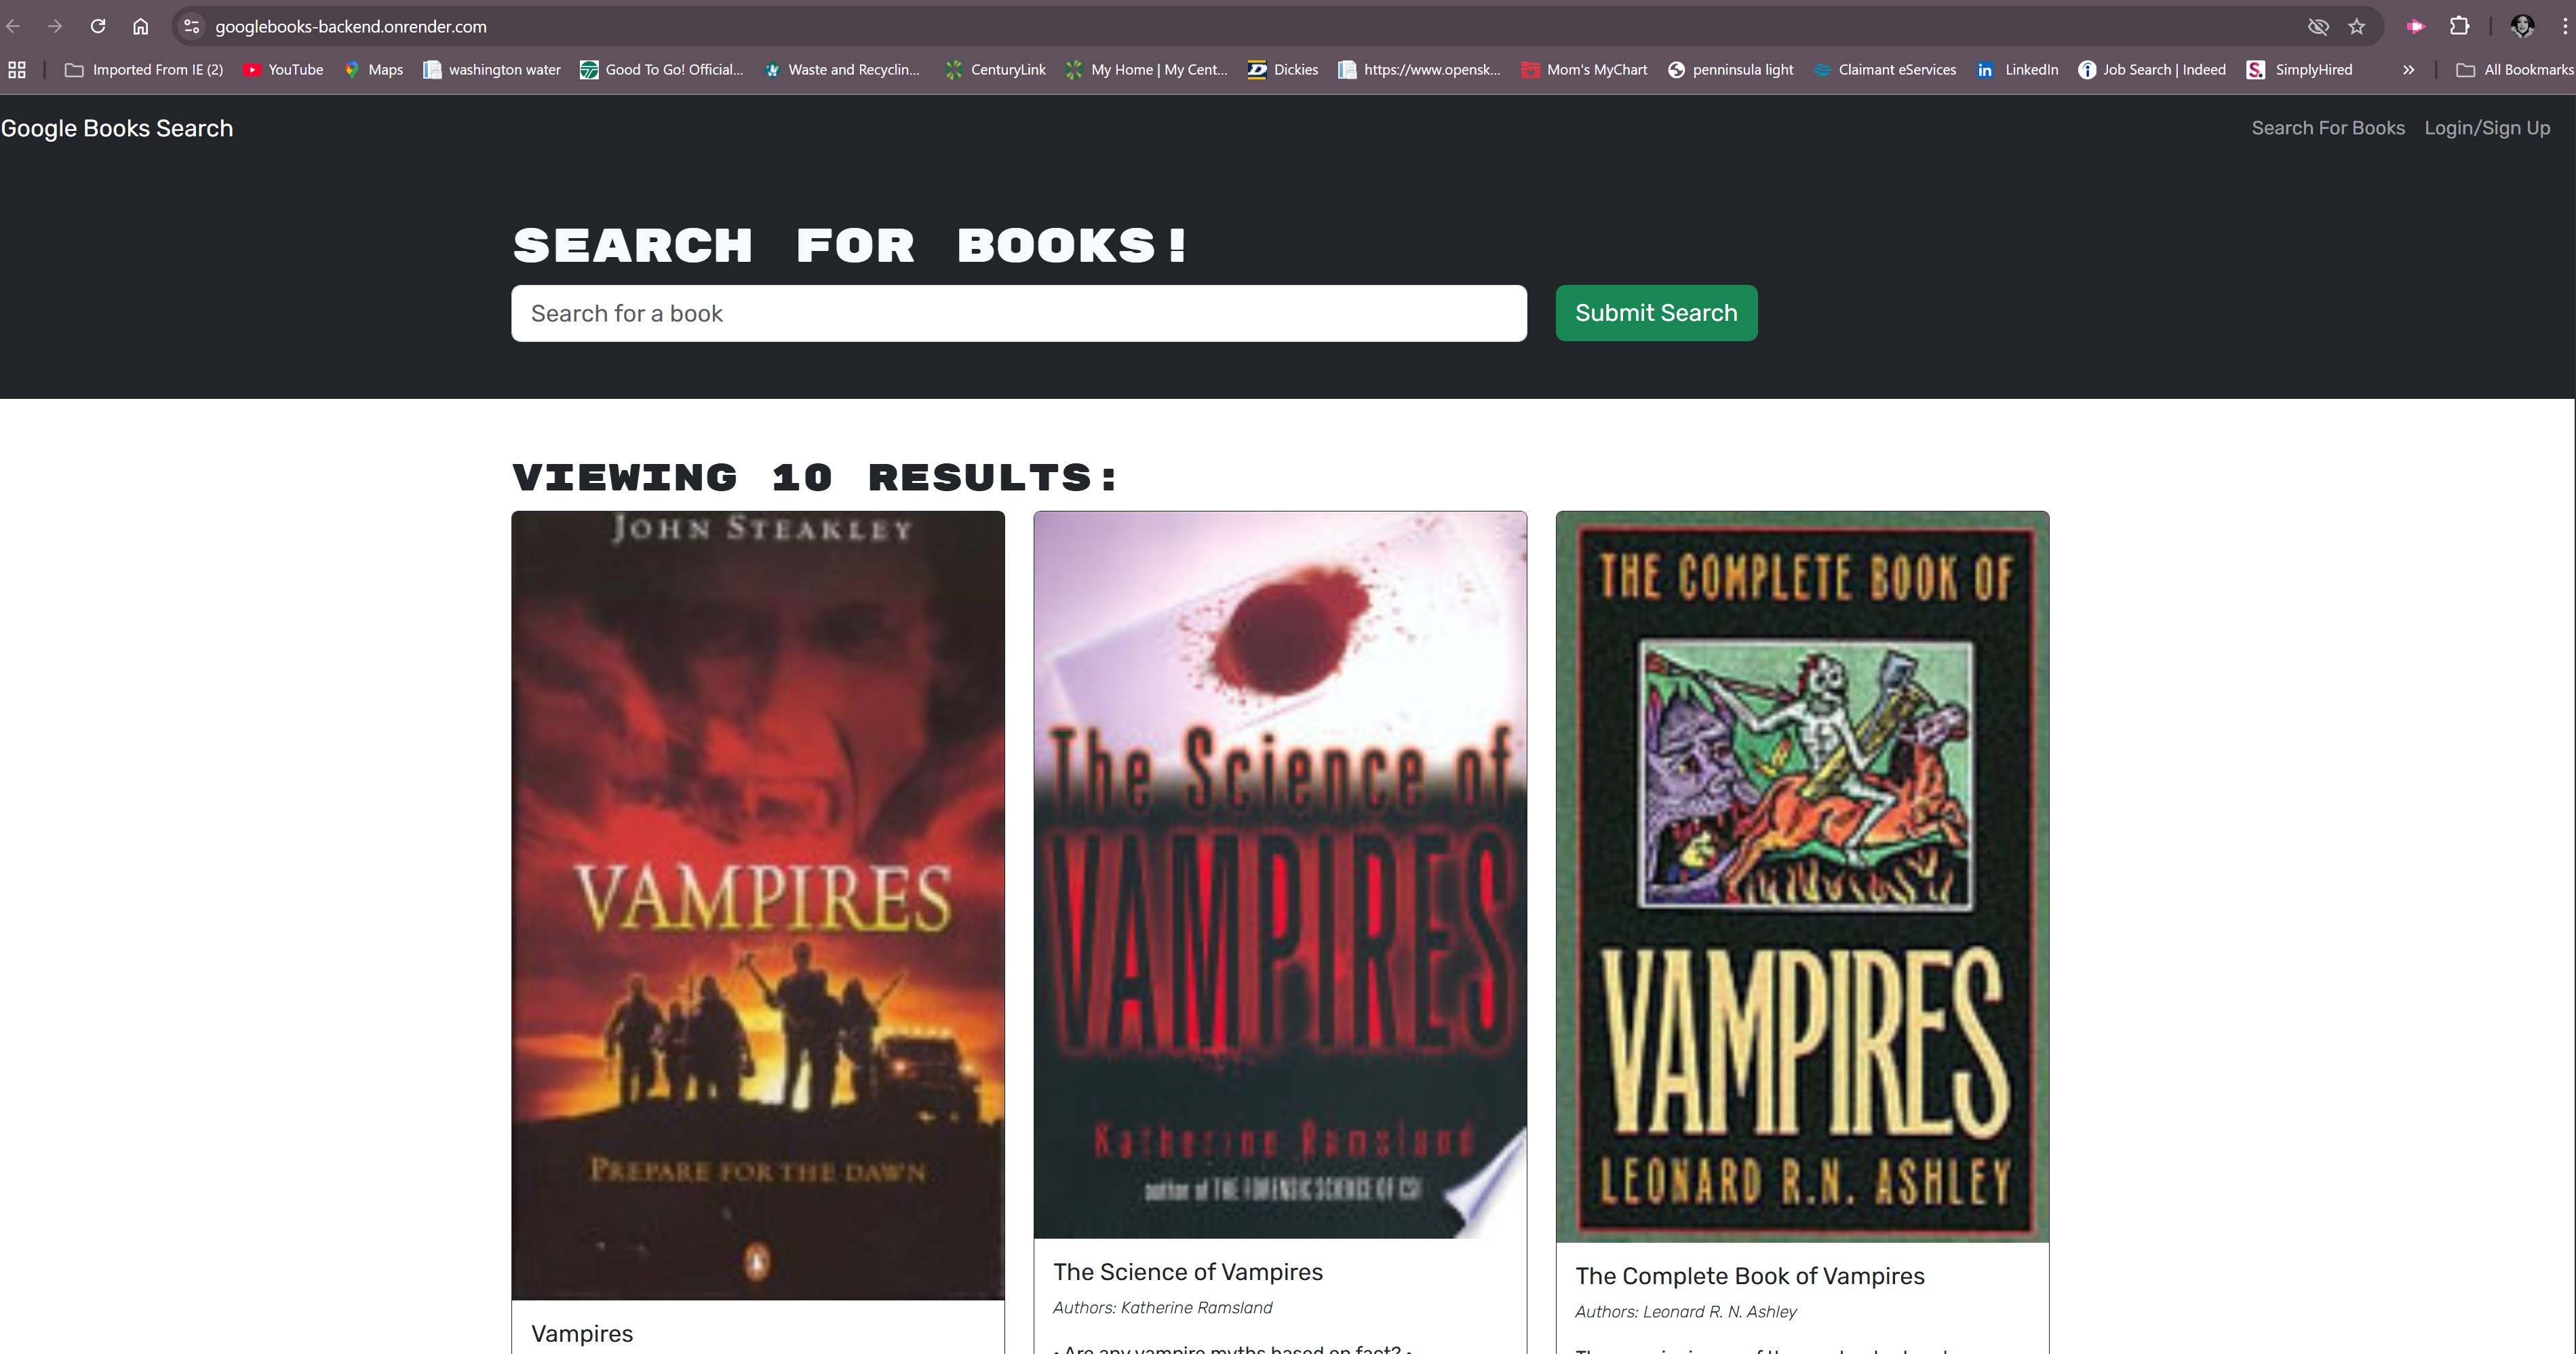 googlebooks-backend.onrender.com
Imported From IE (2) YouTube Maps washington water Good To Go! Official... Waste and Recyclin... CenturyLink My Home | My Cent... Dickies https://www.opensk... Mom's MyChart penninsula light Claimant eServices LinkedIn Job Search | Indeed SimplyHired » All Bookmarks
Google Books Search Search For Books Login/Sign Up
SEARCH FOR BOOKS!
Search for a book Submit Search
VIEWING 10 RESULTS:
JOHN STEAKLEY
VAMPIRES
PREPARE FOR THE DAWN
Vampires
The Science of
VAMPIRES
Katherine Ramsland
author of THE FORENSIC SCIENCE OF CSI
The Science of Vampires
Authors: Katherine Ramsland
· Are any vampire myths based on fact? ·
THE COMPLETE BOOK OF
VAMPIRES
LEONARD R.N. ASHLEY
The Complete Book of Vampires
Authors: Leonard R. N. Ashley